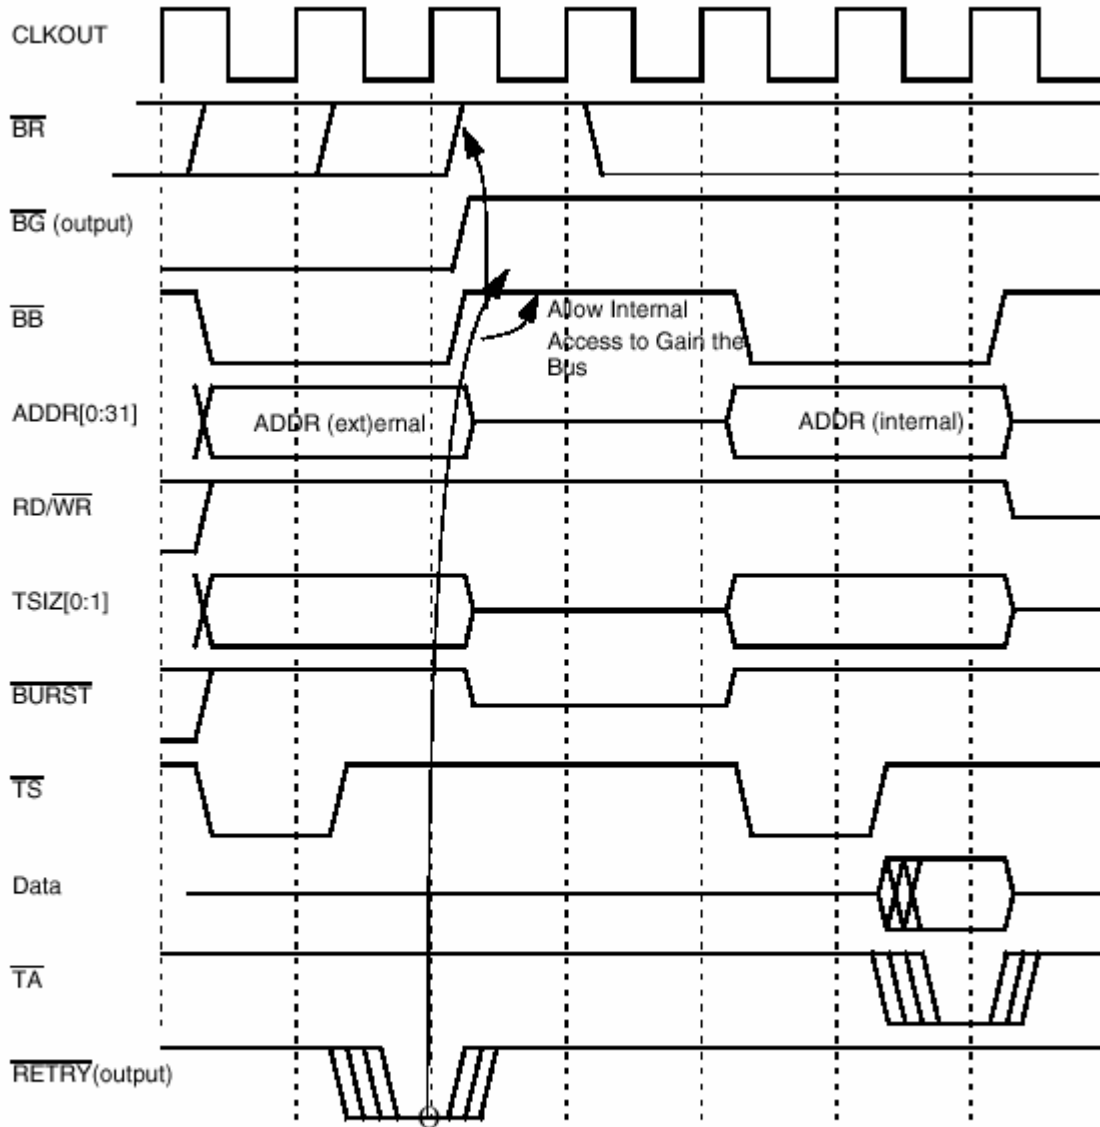 CLKOUT
BR
BG (output)
BB
Allow Internal
Access to Gain the
Bus
ADDR[0:31]
ADDR (ext)ernal
ADDR (internal)
RD/WR
TSIZ[0:1]
BURST
TS
Data
TA
RETRY(output)